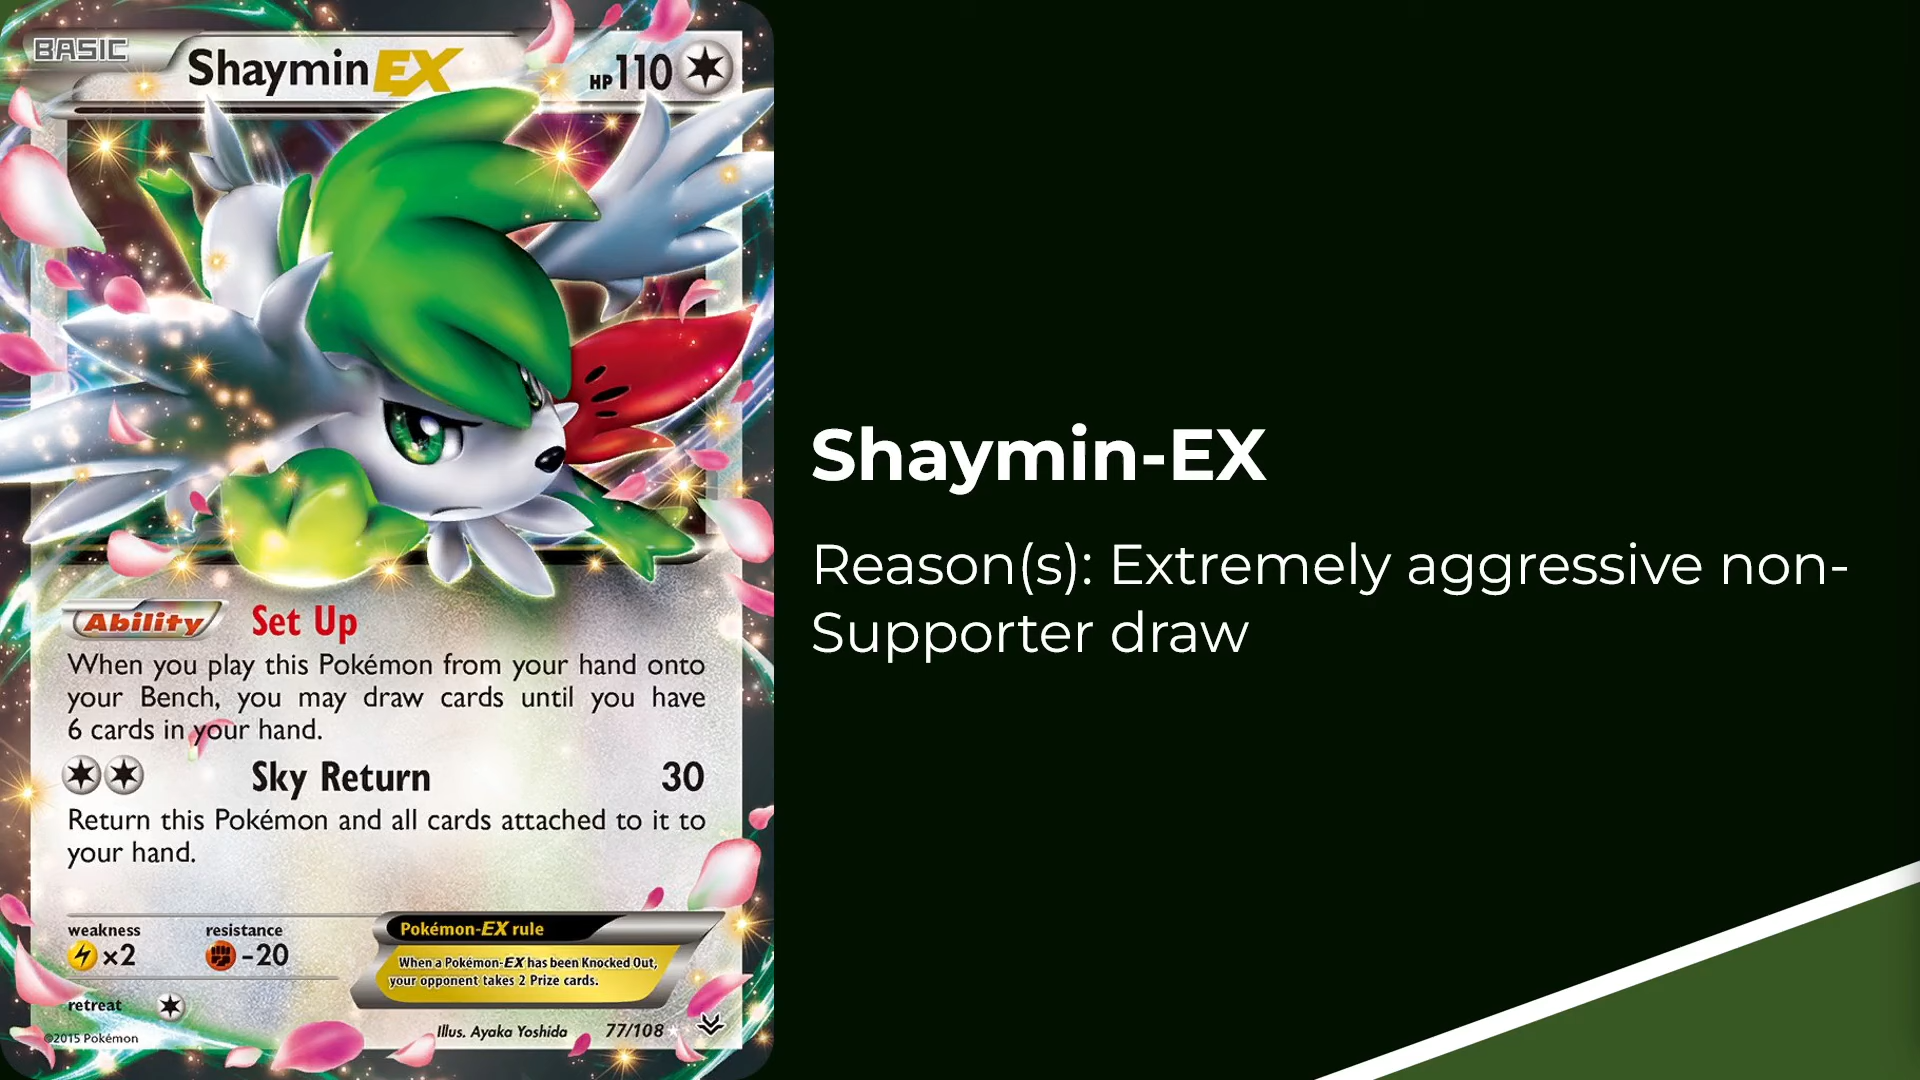 BASIC
Shaymin EX
HP110
Ability Set Up
When you play this Pokémon from your hand onto
your Bench, you may draw cards until you have
6 cards in your hand.
Sky Return 30
Return this Pokémon and all cards attached to it to
your hand.
weakness resistance
×2 -20
retreat
Pokémon-EX rule
When a Pokémon-EX has been Knocked Out,
your opponent takes 2 Prize cards.
©2015 Pokémon
Illus. Ayaka Yoshida 77/108
Shaymin-EX
Reason(s): Extremely aggressive non-
Supporter draw